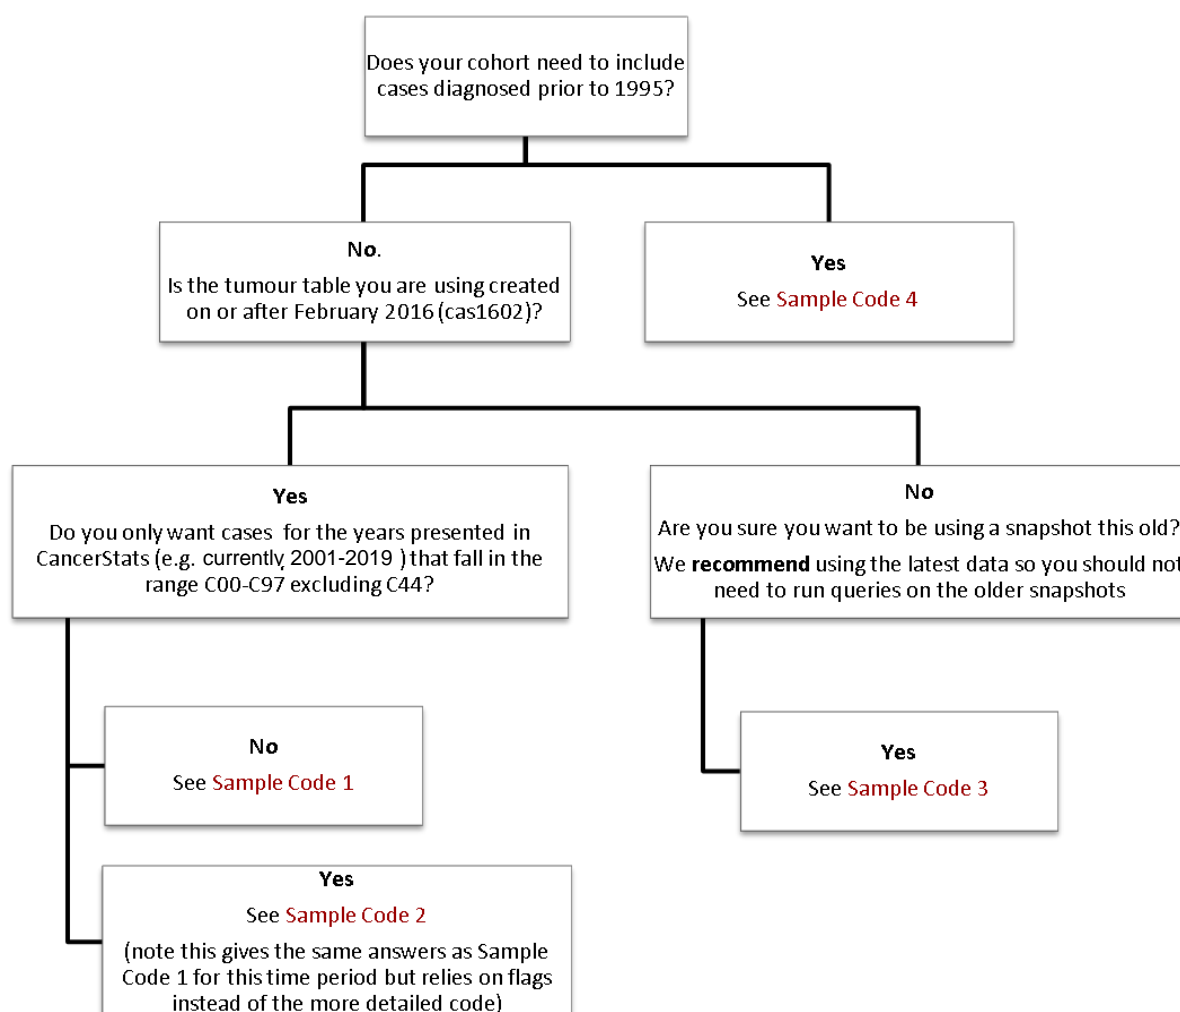 Does your cohort need to include
cases diagnosed prior to 1995?
No.
Is the tumour table you are using created
on or after February 2016 (cas1602)?
Yes
See Sample Code 4
Yes
Do you only want cases for the years presented in
CancerStats (e.g. currently, 2001-2019 ) that fall in the
range C00-C97 excluding C44?
No
Are you sure you want to be using a snapshot this old?
We recommend using the latest data so you should not
need to run queries on the older snapshots
No
See Sample Code 1
Yes
See Sample Code 3
Yes
See Sample Code 2
(note this gives the same answers as Sample
Code 1 for this time period but relies on flags
instead of the more detailed code)